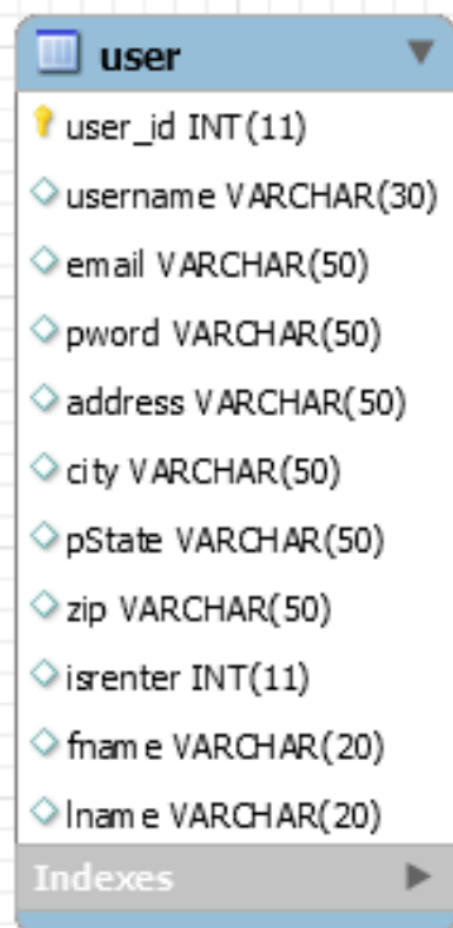 user
user_id INT(11)
username VARCHAR(30)
email VARCHAR(50)
pword VARCHAR(50)
address VARCHAR(50)
city VARCHAR(50)
pState VARCHAR(50)
zip VARCHAR(50)
isrenter INT(11)
fname VARCHAR(20)
lname VARCHAR(20)
Indexes